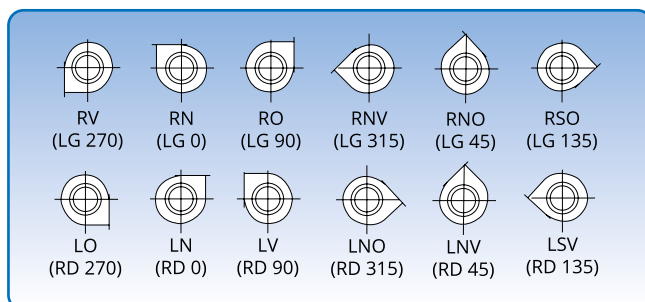 RV RN RO RNV RNO RSO
(LG 270) (LG 0) (LG 90) (LG 315) (LG 45) (LG 135)
LO LN LV LNO LNV LSV
(RD 270) (RD 0) (RD 90) (RD 315) (RD 45) (RD 135)